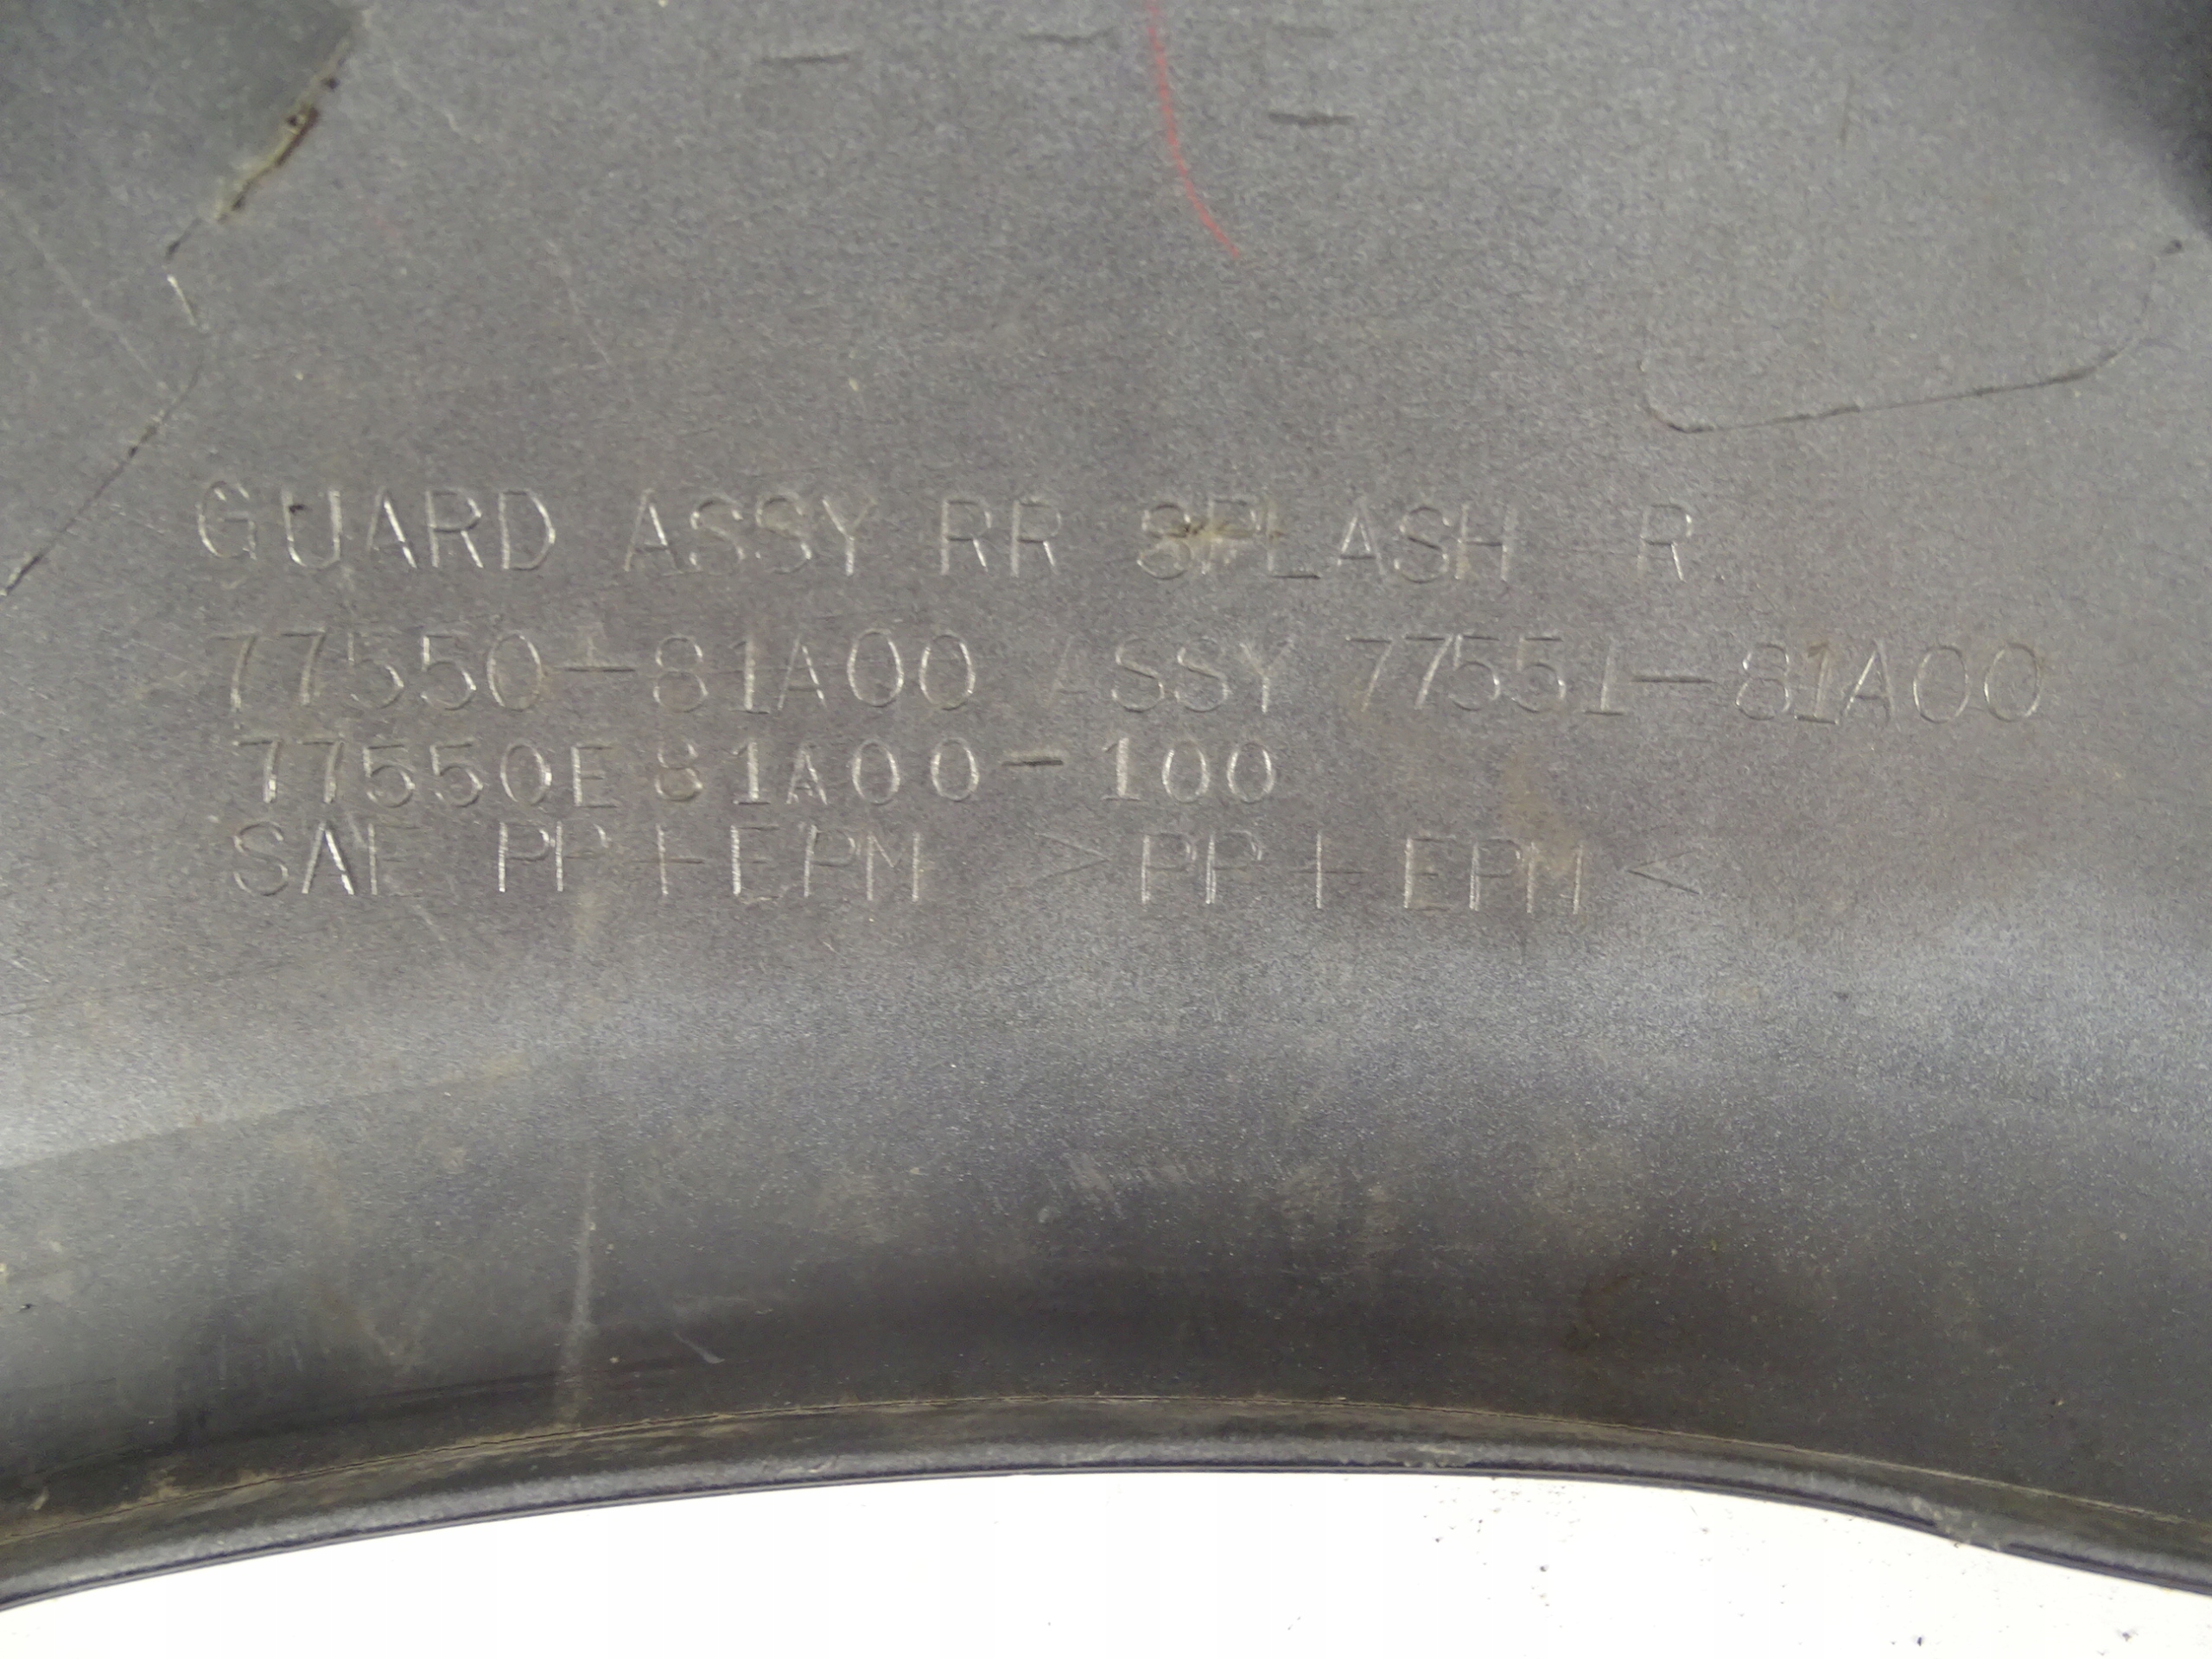 GUARD ASSY RR SPLASH R
77550-81A00 ASSY 77551-81A00
77550E81A00-100
SAE PP+EPM >PP+EPM<